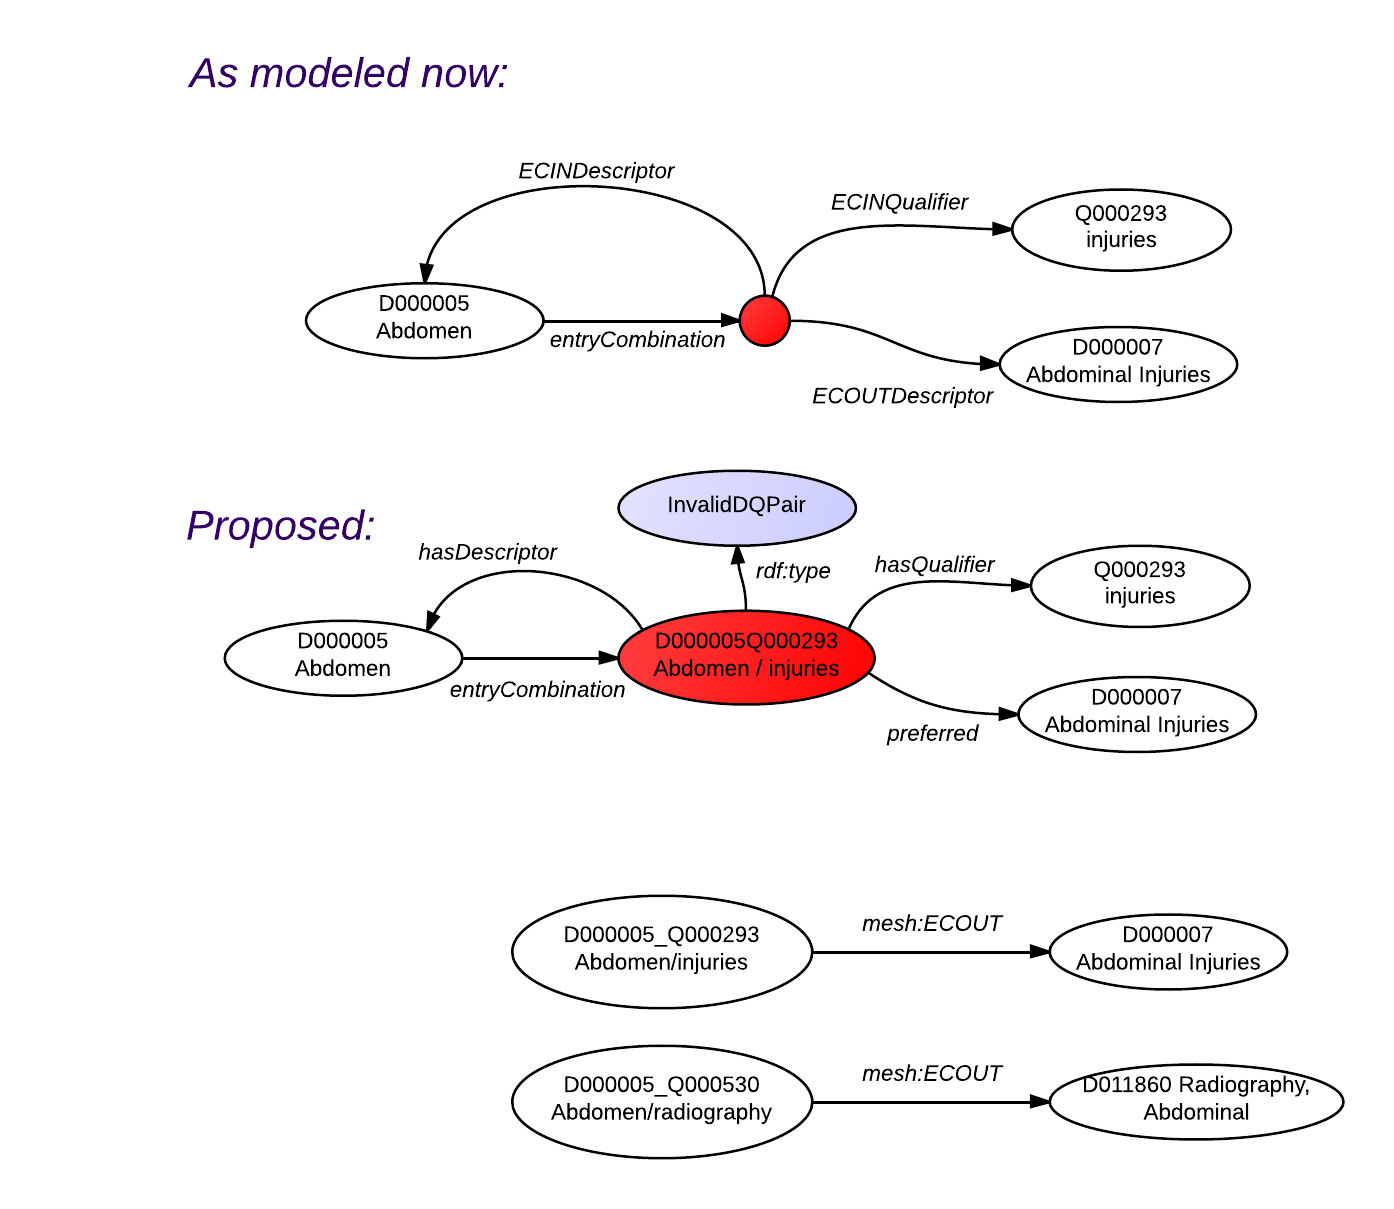 As modeled now:
ECINDescriptor
ECINQualifier
Q000293
injuries
D000005
Abdomen
entryCombination
D000007
Abdominal Injuries
ECOUTDescriptor
InvalidDQPair
Proposed:
hasDescriptor
rdf:type
hasQualifier
Q000293
injuries
D000005
Abdomen
D000005Q000293
Abdomen / injuries
entryCombination
D000007
Abdominal Injuries
preferred
D000005_Q000293
Abdomen/injuries
mesh:ECOUT
D000007
Abdominal Injuries
D000005_Q000530
Abdomen/radiography
mesh:ECOUT
D011860 Radiography,
Abdominal